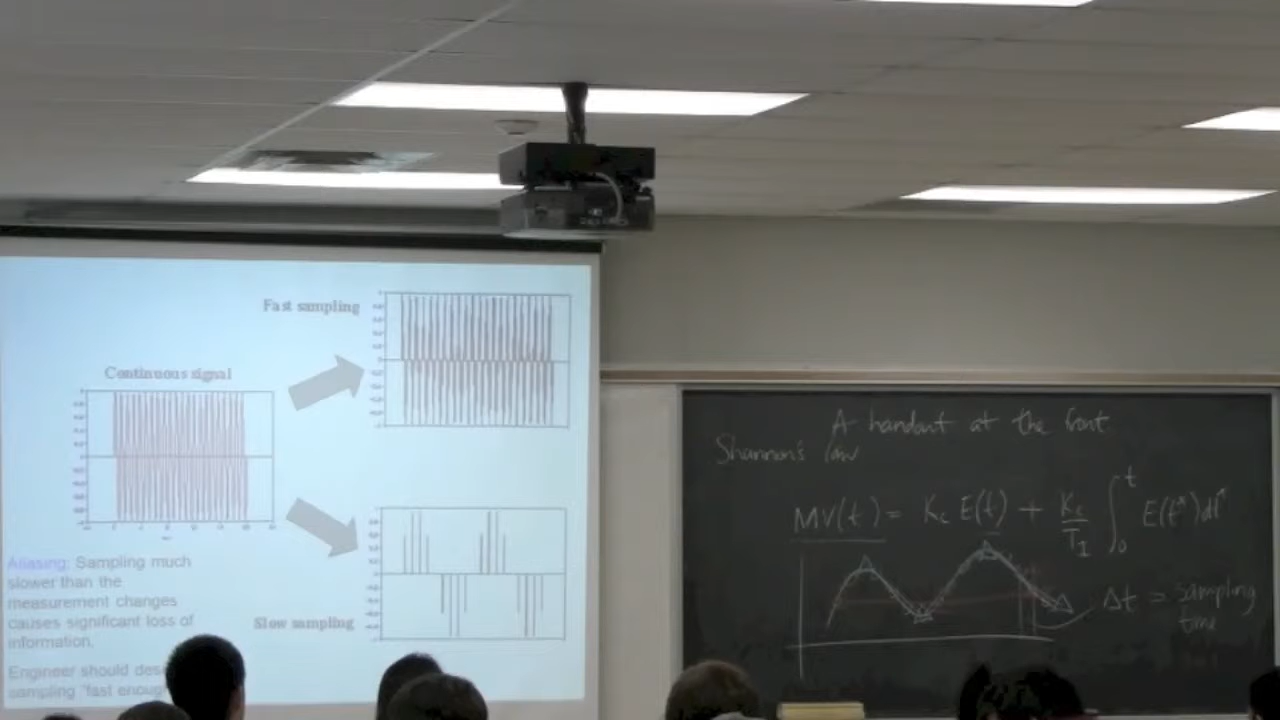 Fast sampling
Continuous signal
Aliasing: Sampling much
slower than the
measurement changes
causes significant loss of
information.
Slow sampling
Engineer should des
sampling "fast enough
A handout at the front
Shannon's law
MV(t) = Kc E(t) + Kc/TI ∫0^t E(t*)dt*
Δt = sampling
time